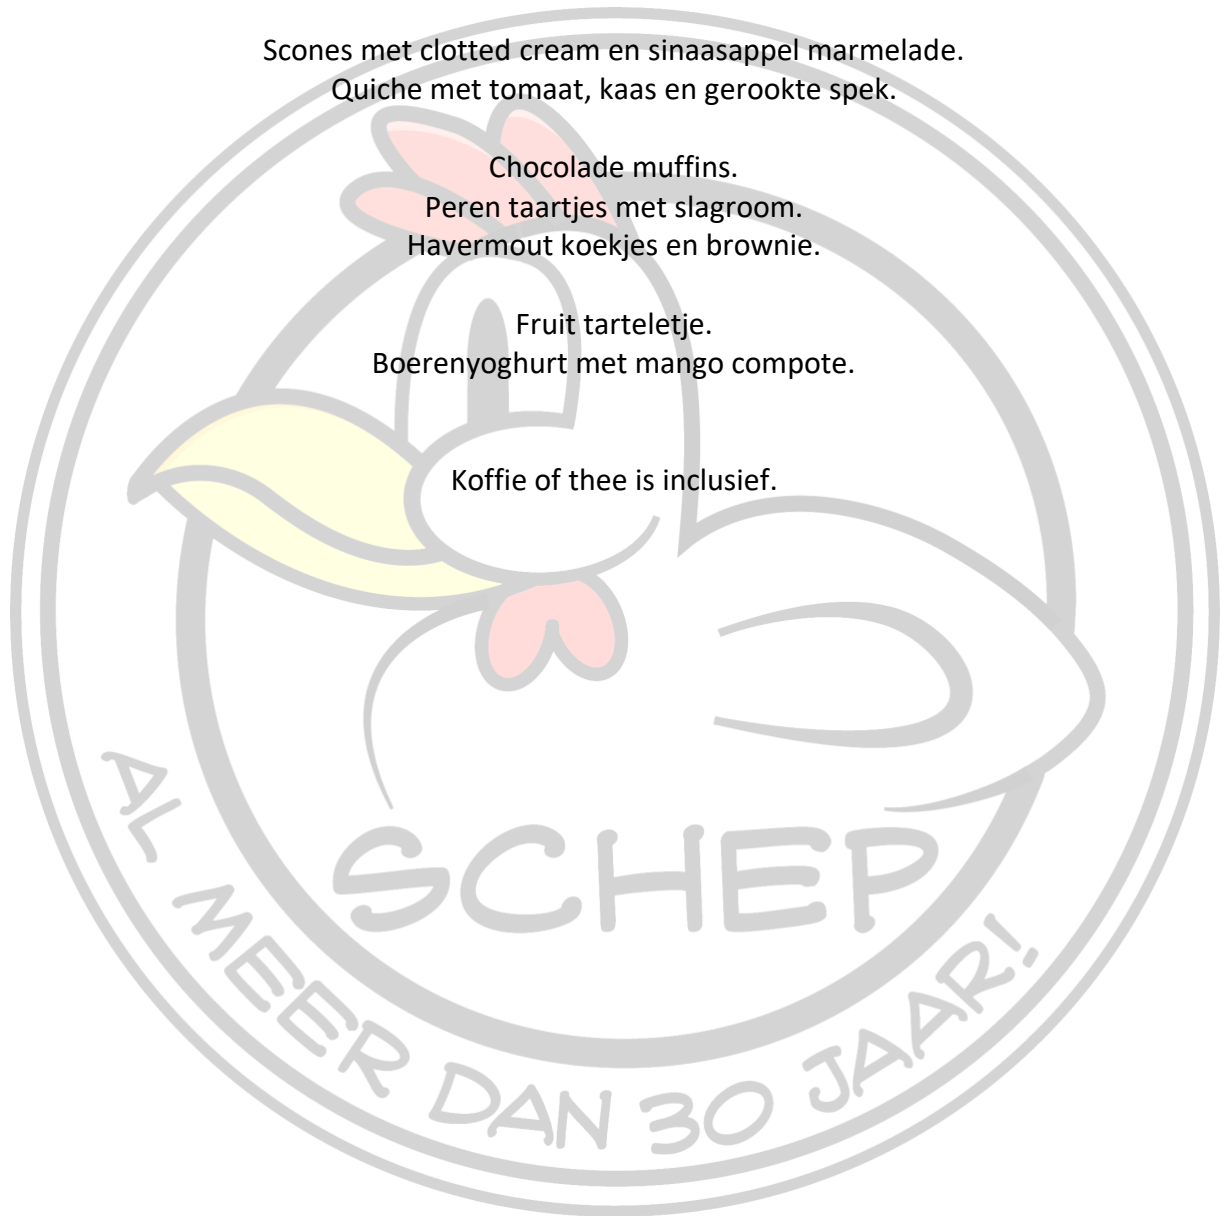 Scones met clotted cream en sinaasappel marmelade.
Quiche met tomaat, kaas en gerookte spek.
Chocolade muffins.
Peren taartjes met slagroom.
Havermout koekjes en brownie.
Fruit tarteletje.
Boerenyoghurt met mango compote.
Koffie of thee is inclusief.
SCHEP
AL MEER DAN 30 JAAR!